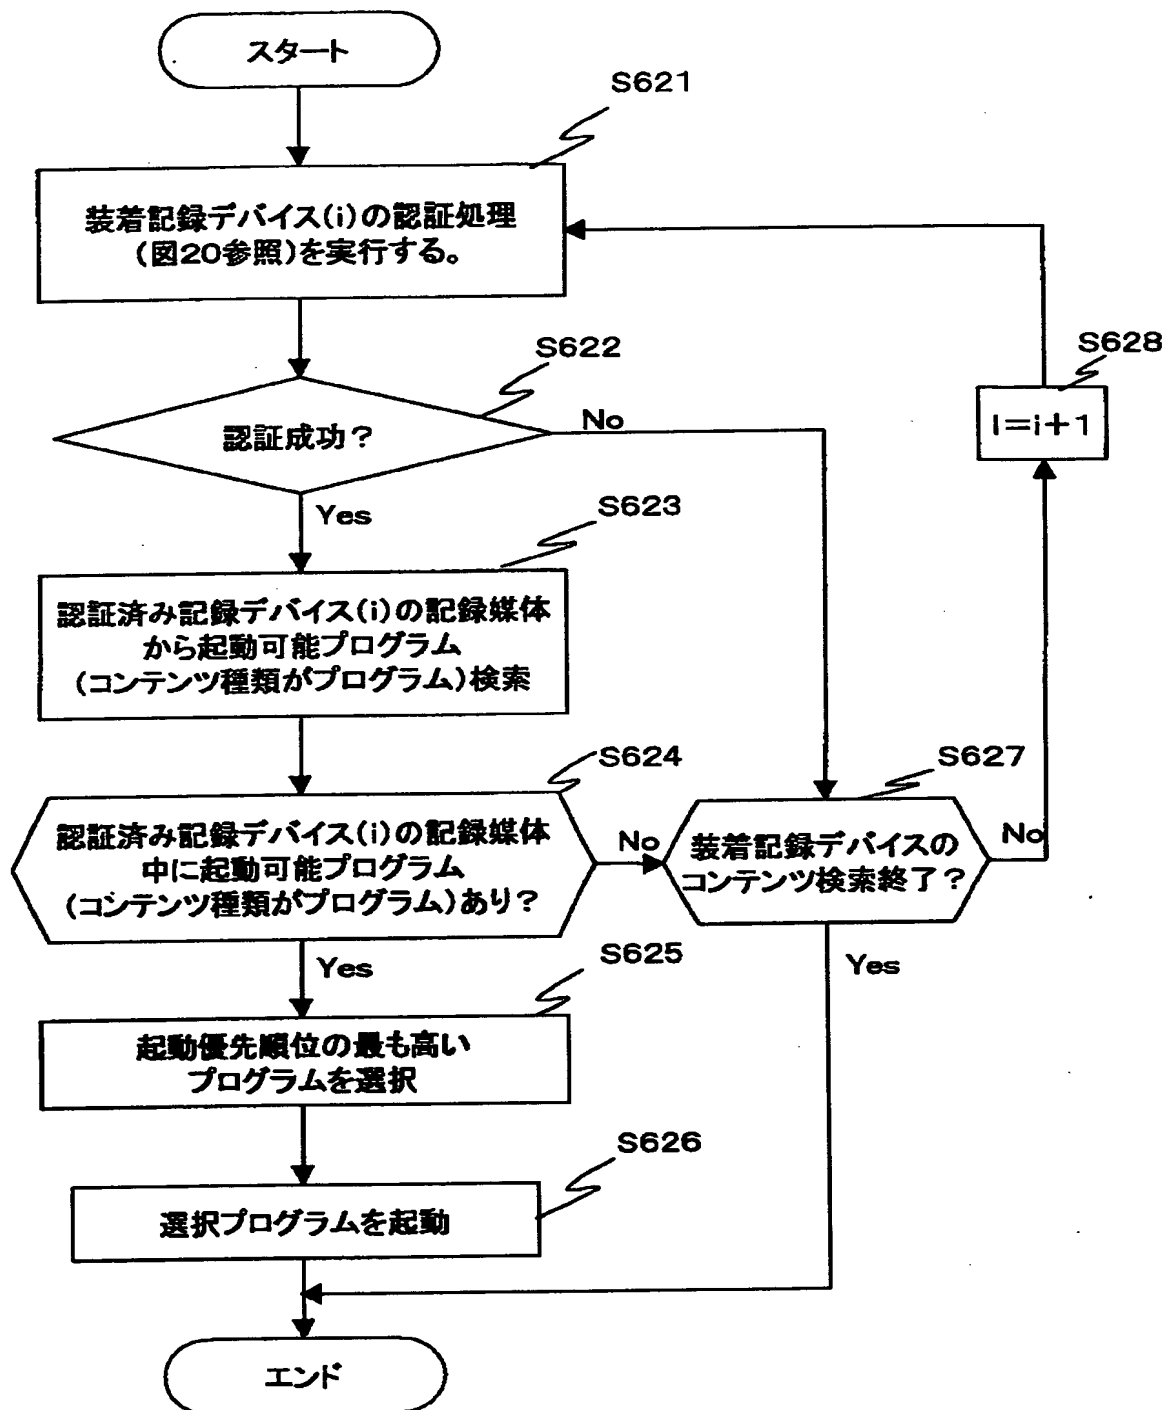 スタート
S621
装着記録デバイス(i)の認証処理
(図20参照)を実行する。
S622
認証成功？
No
Yes
S628
I=i+1
S623
認証済み記録デバイス(i)の記録媒体
から起動可能プログラム
(コンテンツ種類がプログラム)検索
S624
認証済み記録デバイス(i)の記録媒体
中に起動可能プログラム
(コンテンツ種類がプログラム)あり？
No
Yes
S627
装着記録デバイスの
コンテンツ検索終了？
No
Yes
S625
起動優先順位の最も高い
プログラムを選択
S626
選択プログラムを起動
エンド